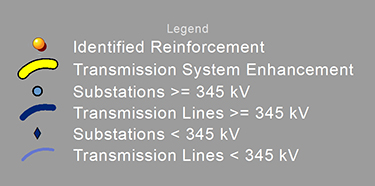 Legend
Identified Reinforcement
Transmission System Enhancement
Substations >= 345 kV
Transmission Lines >= 345 kV
Substations < 345 kV
Transmission Lines < 345 kV